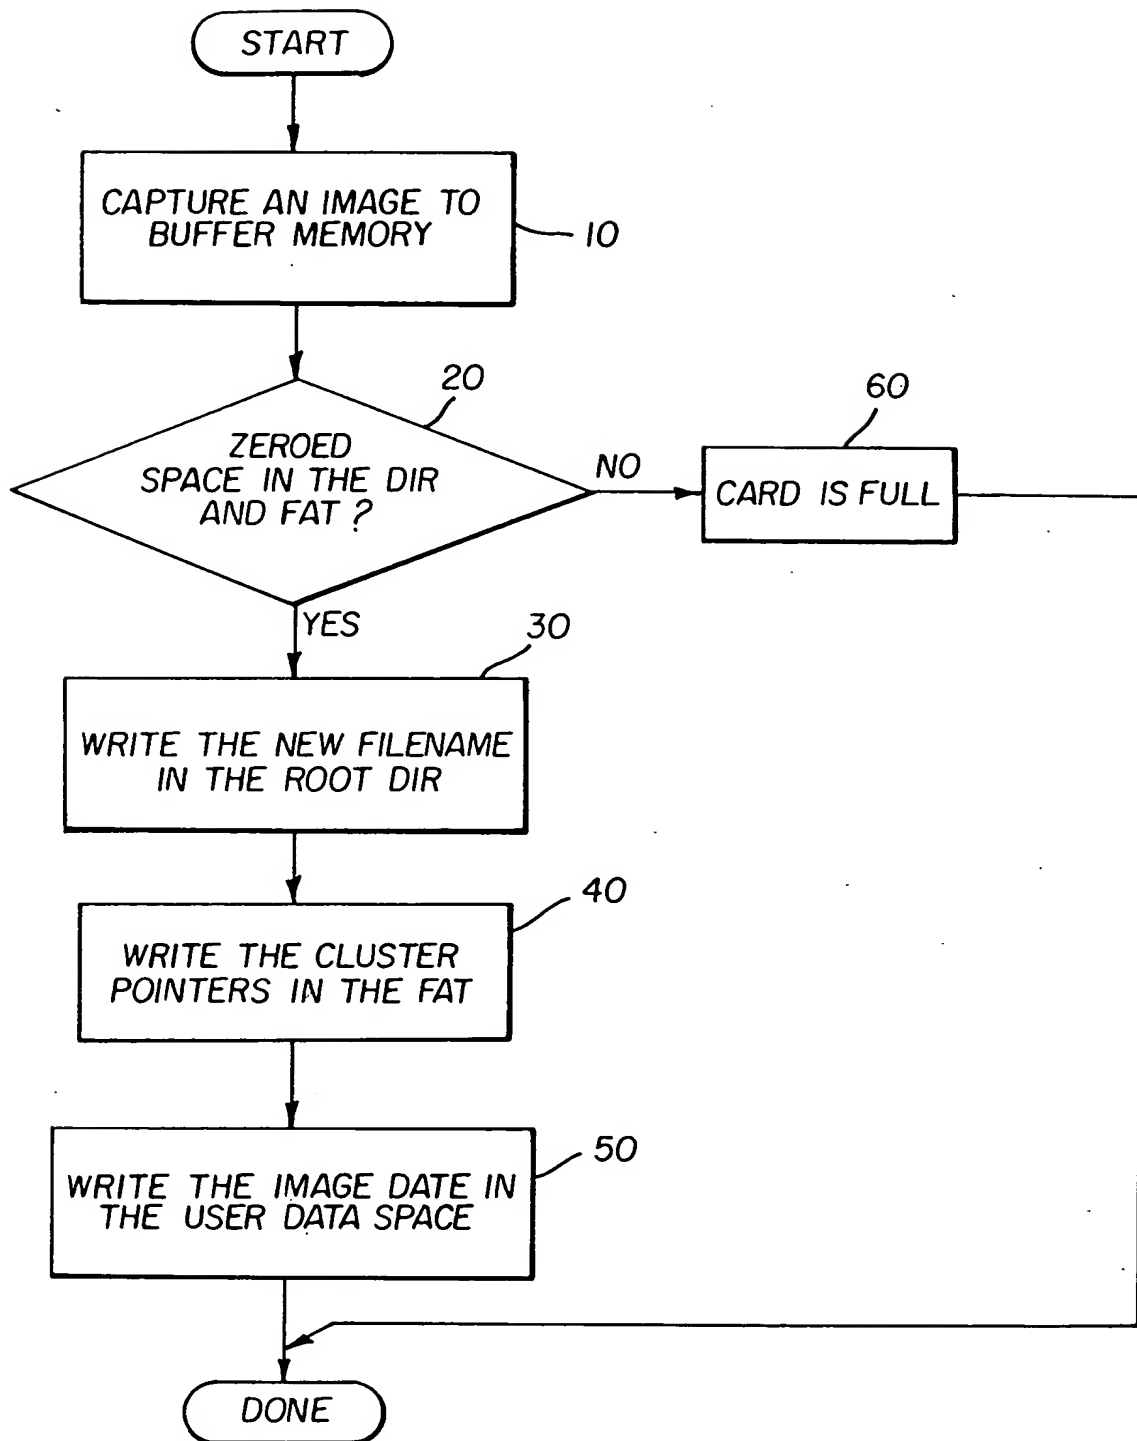 START
CAPTURE AN IMAGE TO
BUFFER MEMORY
10
20
ZEROED
SPACE IN THE DIR
AND FAT ?
NO
60
CARD IS FULL
YES
30
WRITE THE NEW FILENAME
IN THE ROOT DIR
40
WRITE THE CLUSTER
POINTERS IN THE FAT
50
WRITE THE IMAGE DATE IN
THE USER DATA SPACE
DONE